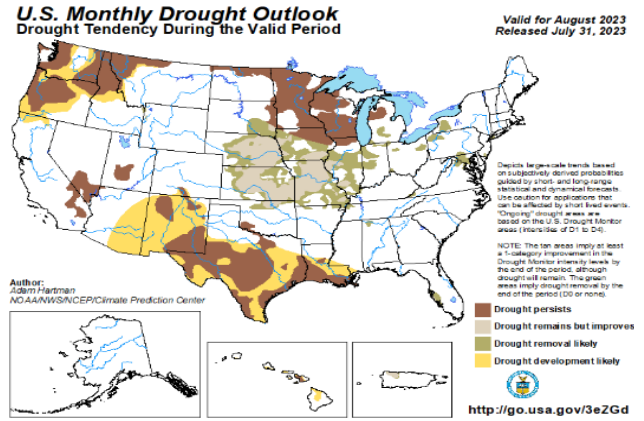 U.S. Monthly Drought Outlook
Drought Tendency During the Valid Period
Valid for August 2023
Released July 31, 2023
Depicts large-scale trends based
on subjectively derived probabilities
guided by short- and long-range
statistical and dynamical forecasts.
Use caution for applications that
can be affected by short lived events.
"Ongoing" drought areas are
based on the U.S. Drought Monitor
areas (intensities of D1 to D4).
NOTE: The tan areas imply at least
a 1-category improvement in the
Drought Monitor intensity levels by
the end of the period, although
drought will remain. The green
areas imply drought removal by the
end of the period (D0 or none).
Author:
Adam Hartman
NOAA/NWS/NCEP/Climate Prediction Center
Drought persists
Drought remains but improves
Drought removal likely
Drought development likely
http://go.usa.gov/3eZGd